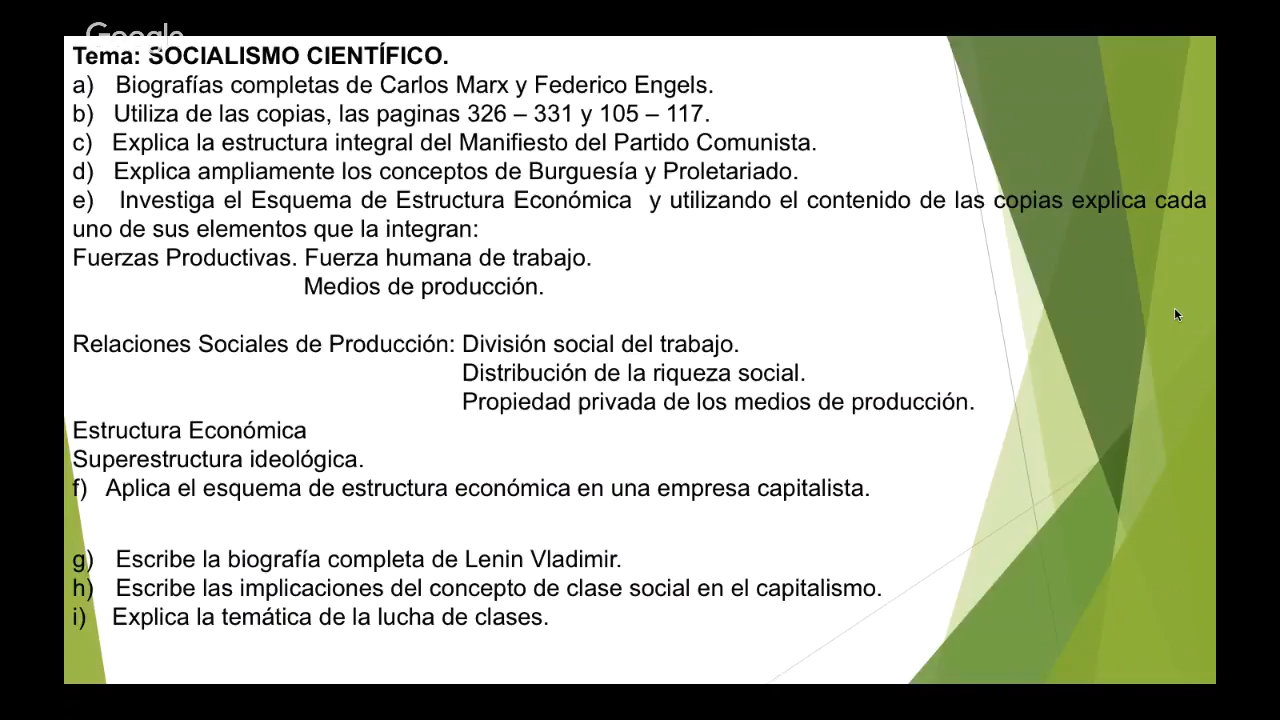 Google
Tema: SOCIALISMO CIENTÍFICO.
a) Biografías completas de Carlos Marx y Federico Engels.
b) Utiliza de las copias, las paginas 326 – 331 y 105 – 117.
c) Explica la estructura integral del Manifiesto del Partido Comunista.
d) Explica ampliamente los conceptos de Burguesía y Proletariado.
e) Investiga el Esquema de Estructura Económica y utilizando el contenido de las copias explica cada
uno de sus elementos que la integran:
Fuerzas Productivas. Fuerza humana de trabajo.
Medios de producción.
Relaciones Sociales de Producción: División social del trabajo.
Distribución de la riqueza social.
Propiedad privada de los medios de producción.
Estructura Económica
Superestructura ideológica.
f) Aplica el esquema de estructura económica en una empresa capitalista.
g) Escribe la biografía completa de Lenin Vladimir.
h) Escribe las implicaciones del concepto de clase social en el capitalismo.
i) Explica la temática de la lucha de clases.